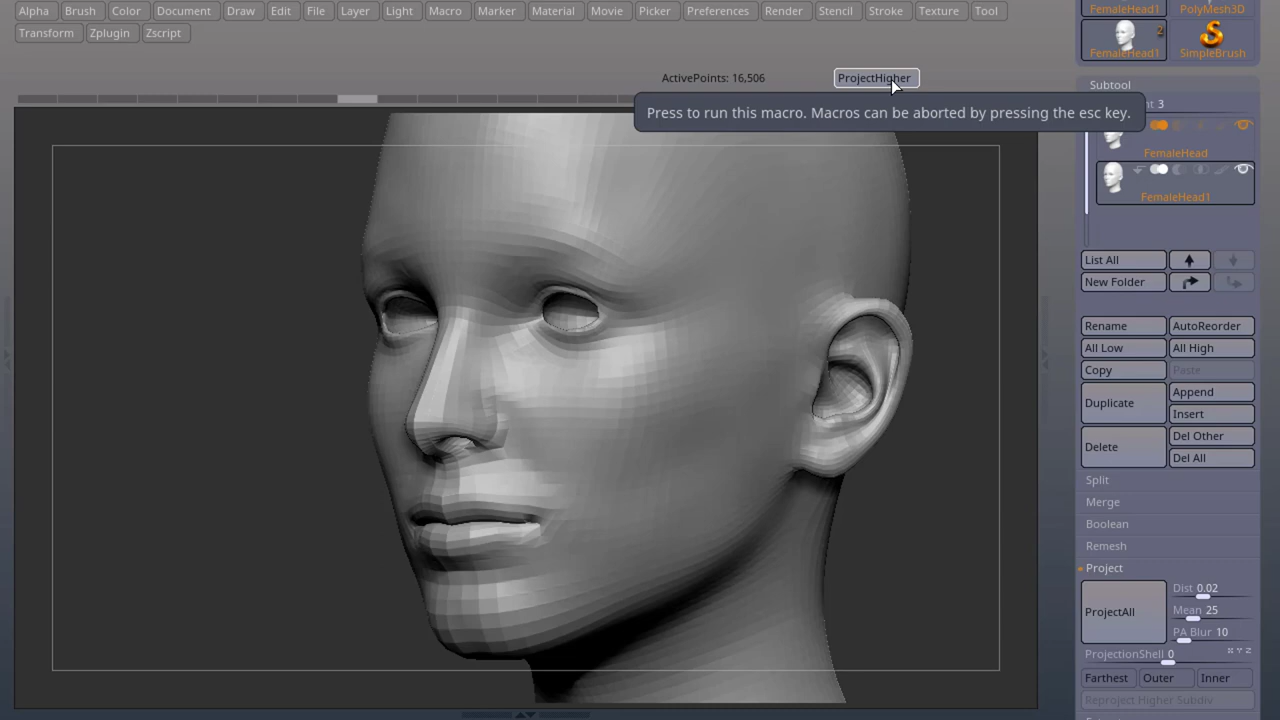 Alpha Brush Color Document Draw Edit File Layer Light Macro Marker Material Movie Picker Preferences Render Stencil Stroke Texture Tool
Transform Zplugin Zscript
FemaleHead1 PolyMesh3D
2
FemaleHead1 SimpleBrush
ActivePoints: 16,506 ProjectHigher
Press to run this macro. Macros can be aborted by pressing the esc key.
Subtool
nt 3
FemaleHead
FemaleHead1
List All
New Folder
Rename AutoReorder
All Low All High
Copy Paste
Duplicate Append
Insert
Delete Del Other
Del All
Split
Merge
Boolean
Remesh
Project
ProjectAll Dist 0.02
Mean 25
PA Blur 10
ProjectionShell 0 X Y Z
Farthest Outer Inner
Reproject Higher Subdiv